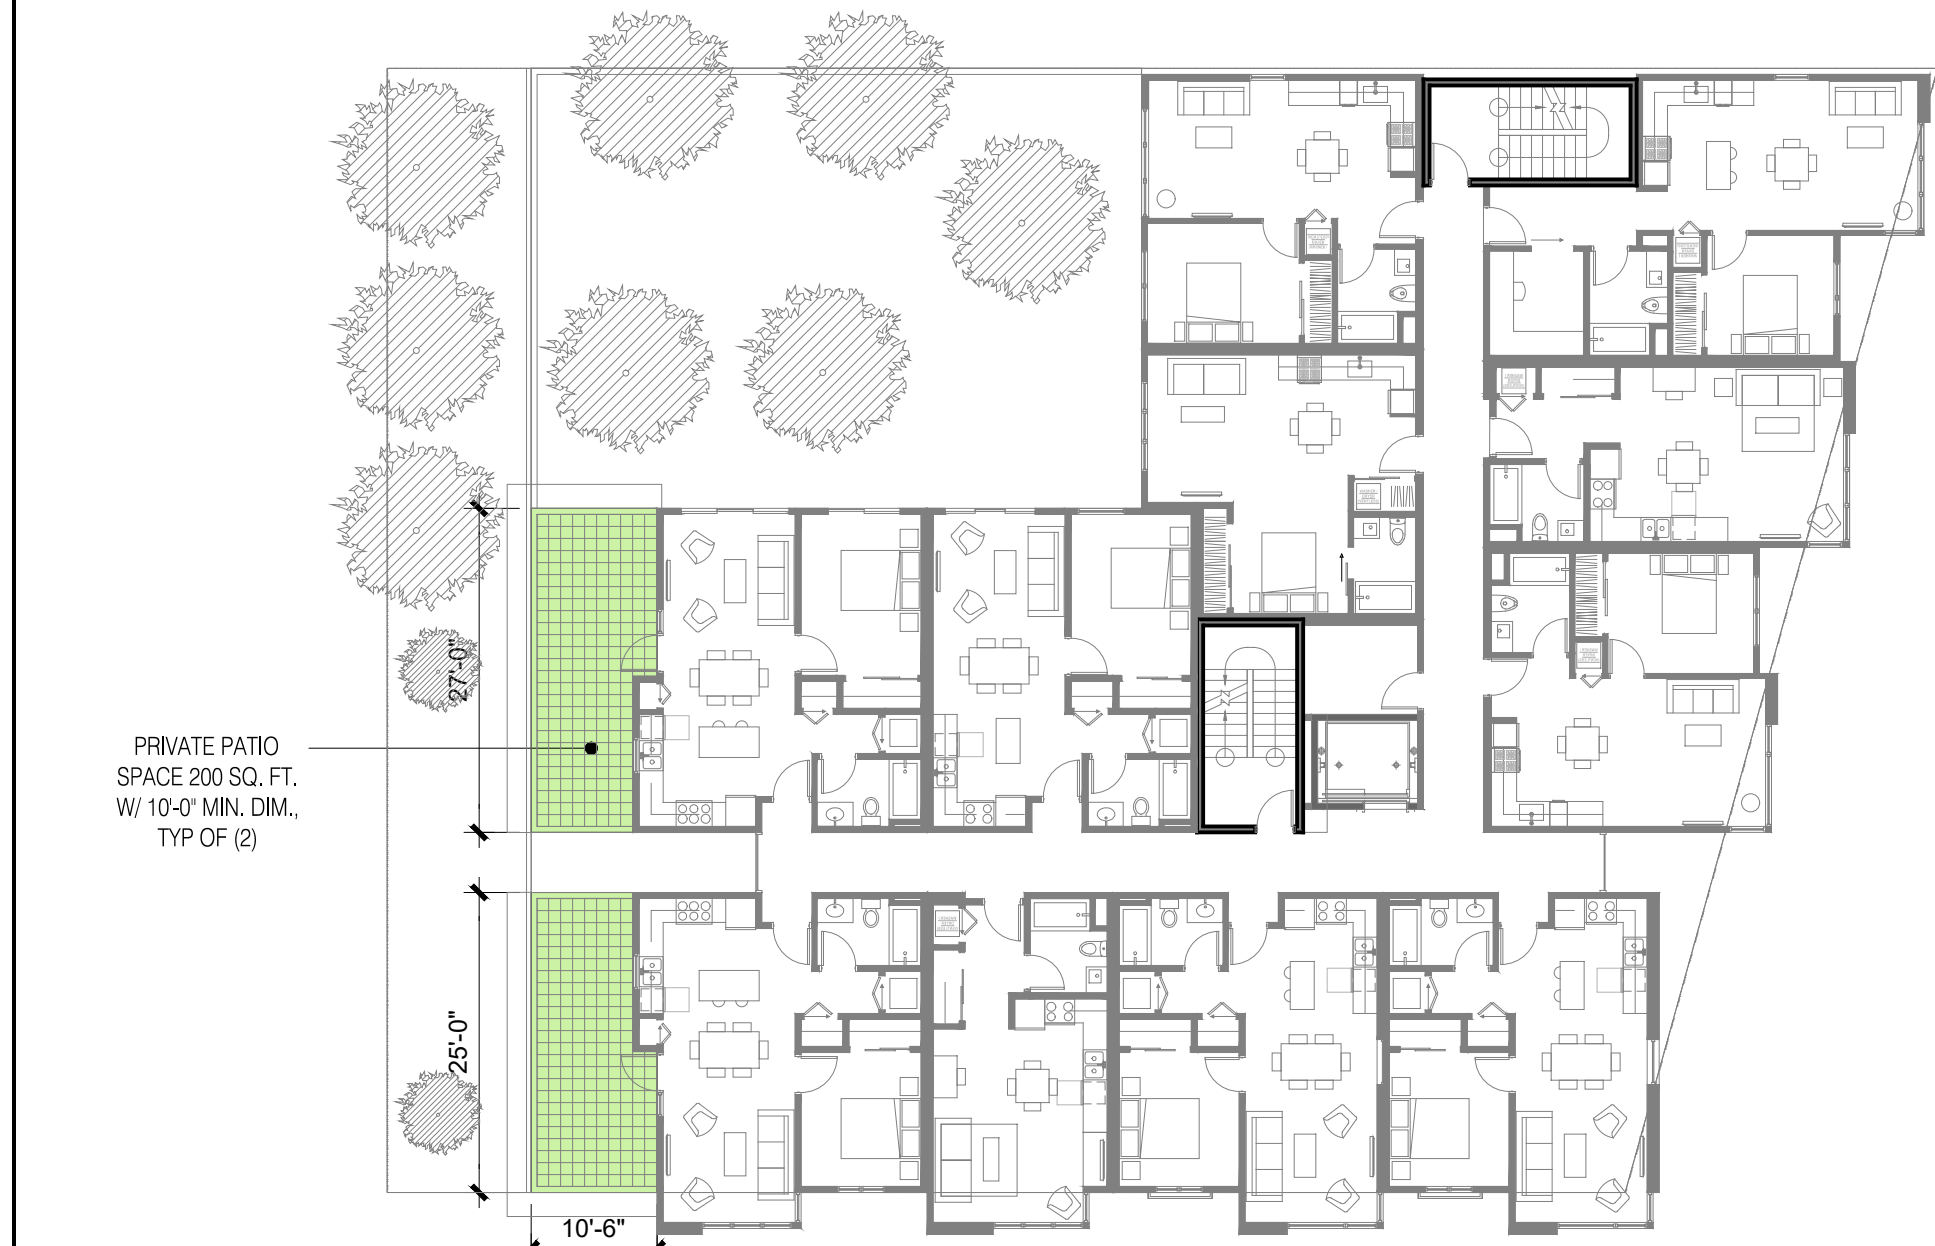 27'-0"
PRIVATE PATIO
SPACE 200 SQ. FT.
W/ 10'-0" MIN. DIM.,
TYP OF (2)
25'-0"
10'-6"